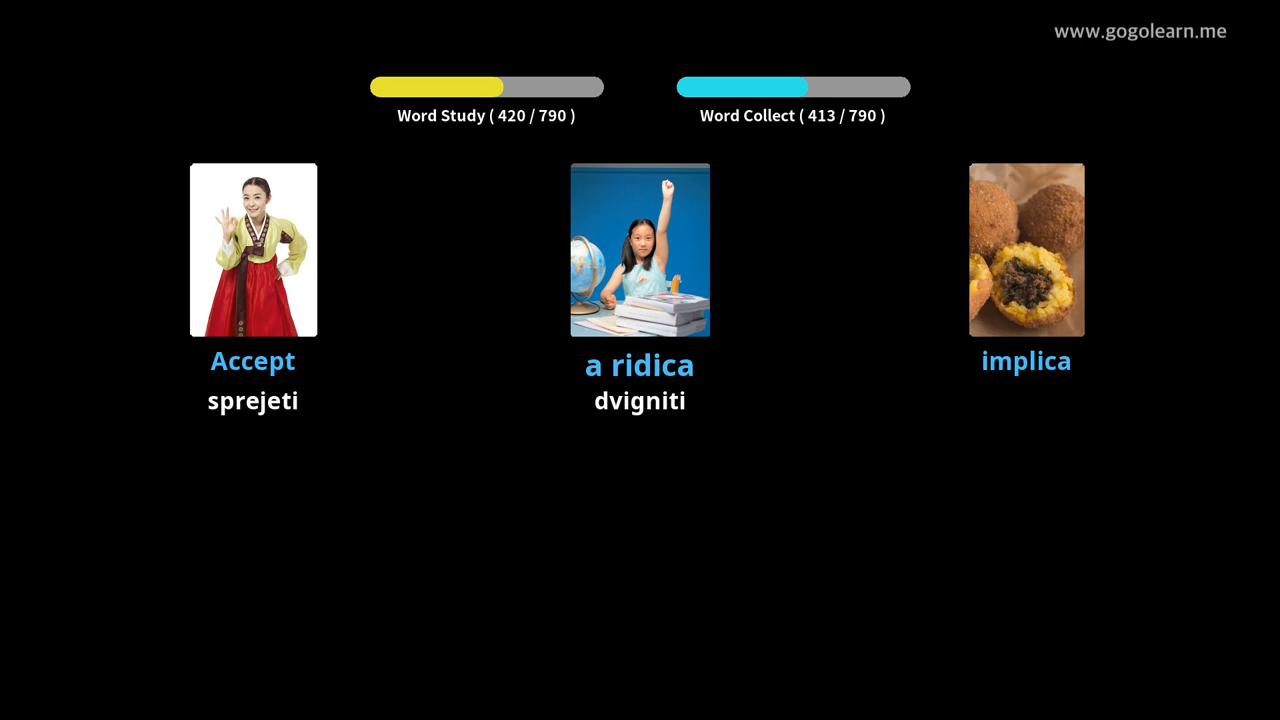 www.gogolearn.me
Word Study ( 420 / 790 )
Word Collect ( 413 / 790 )
Accept
sprejeti
a ridica
dvigniti
implica